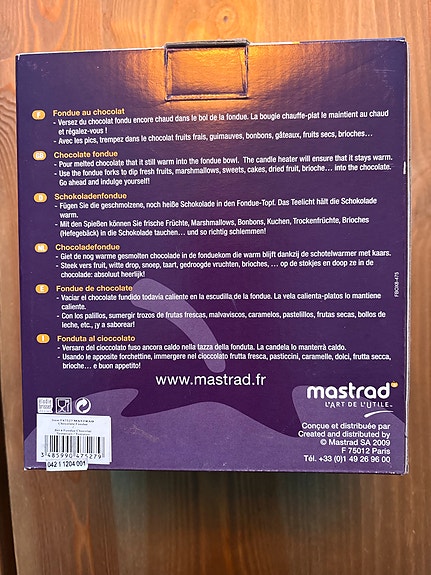 F Fondue au chocolat
- Versez du chocolat fondu encore chaud dans le bol de la fondue. La bougie chauffe-plat le maintient au chaud
et régalez-vous !
- Avec les pics, trempez dans le chocolat fruits frais, guimauves, bonbons, gâteaux, fruits secs, brioches…
GB Chocolate fondue
- Pour melted chocolate that it still warm into the fondue bowl. The candle heater will ensure that it stays warm.
- Use the fondue forks to dip fresh fruits, marshmallows, sweets, cakes, dried fruit, brioche… into the chocolate.
Go ahead and indulge yourself!
D Schokoladenfondue
- Fügen Sie die geschmolzene, noch heiße Schokolade in den Fondue-Topf. Das Teelicht hält die Schokolade
warm.
- Mit den Spießen können Sie frische Früchte, Marshmallows, Bonbons, Kuchen, Trockenfrüchte, Brioches
(Hefegebäck) in die Schokolade tauchen… und so richtig schlemmen!
NL Chocoladefondue
- Giet de nog warme gesmolten chocolade in de fonduekom die warm blijft dankzij de schotelwarmer met kaars.
- Steek vers fruit, witte drop, snoep, taart, gedroogde vruchten, brioches, ... op de stokjes en doop ze in de
chocolade: absoluut heerlijk!
E Fondue de chocolate
- Vaciar el chocolate fundido todavía caliente en la escudilla de la fondue. La vela calienta-platos lo mantiene
caliente.
- Con los palillos, sumergir trozos de frutas frescas, malvaviscos, caramelos, pastelillos, frutas secas, bollos de
leche, etc., ¡y a saborear!
I Fonduta al cioccolato
- Versare del cioccolato fuso ancora caldo nella tazza della fonduta. La candela lo manterrà caldo.
- Usando le apposite forchettine, immergere nel cioccolato frutta fresca, pasticcini, caramelle, dolci, frutta secca,
brioche… e buon appetito!
FBOX8-475
www.mastrad.fr
mastrad
L'ART DE L'UTILE.
Conçue et distribuée par
Created and distributed by
© Mastrad SA 2009
F 75012 Paris
Tél. +33 (0)1 49 26 96 00
Chocolate Fondue
3 485990 475279
042 1 1204 001